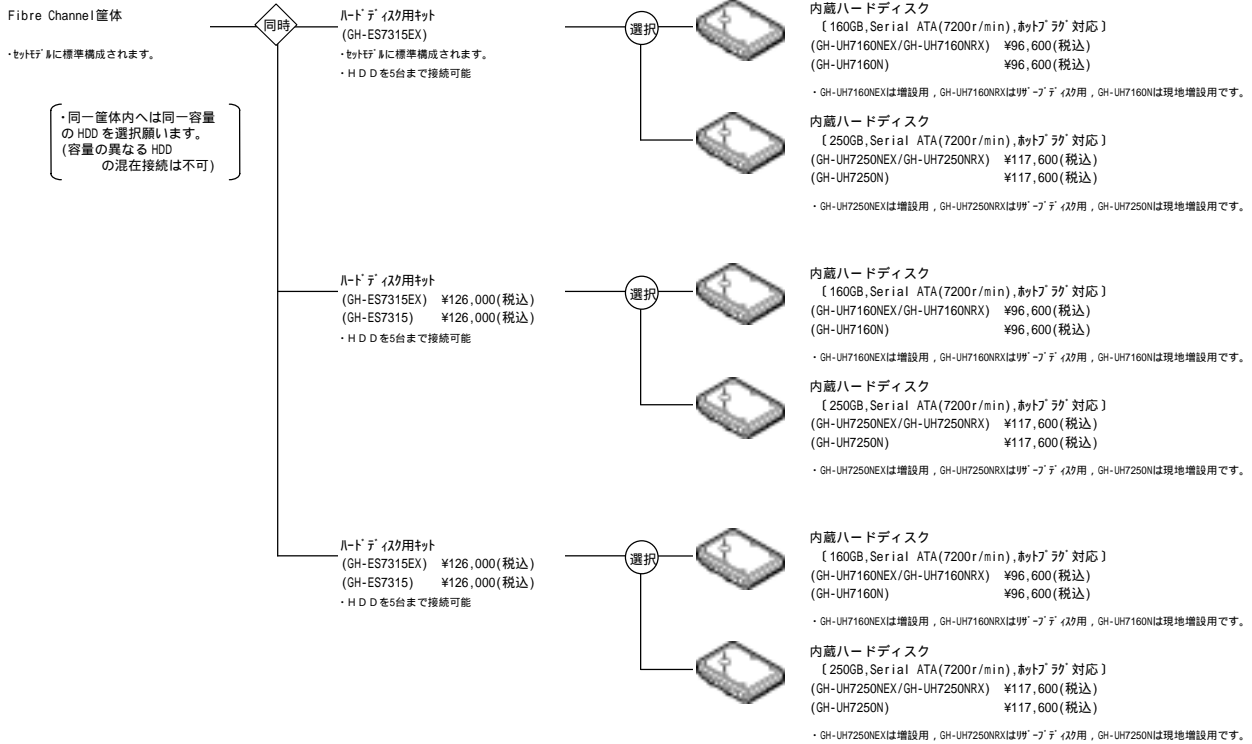 Fibre Channel筐体
・ｾｯﾄﾓﾃﾞﾙに標準構成されます。
・同一筐体内へは同一容量
の HDD を選択願います。
(容量の異なる HDD
の混在接続は不可)
同時
ﾊｰﾄﾞﾃﾞｨｽｸ用ｷｯﾄ
(GH-ES7315EX)
・ｾｯﾄﾓﾃﾞﾙに標準構成されます。
・ＨＤＤを5台まで接続可能
選択
内蔵ハードディスク
〔160GB,Serial ATA(7200r/min),ﾎｯﾄﾌﾟﾗｸﾞ対応〕
(GH-UH7160NEX/GH-UH7160NRX) ¥96,600(税込)
(GH-UH7160N) ¥96,600(税込)
・GH-UH7160NEXは増設用，GH-UH7160NRXはﾘｻﾞｰﾌﾞﾃﾞｨｽｸ用，GH-UH7160Nは現地増設用です。
内蔵ハードディスク
〔250GB,Serial ATA(7200r/min),ﾎｯﾄﾌﾟﾗｸﾞ対応〕
(GH-UH7250NEX/GH-UH7250NRX) ¥117,600(税込)
(GH-UH7250N) ¥117,600(税込)
・GH-UH7250NEXは増設用，GH-UH7250NRXはﾘｻﾞｰﾌﾞﾃﾞｨｽｸ用，GH-UH7250Nは現地増設用です。
ﾊｰﾄﾞﾃﾞｨｽｸ用ｷｯﾄ
(GH-ES7315EX) ¥126,000(税込)
(GH-ES7315) ¥126,000(税込)
・ＨＤＤを5台まで接続可能
選択
内蔵ハードディスク
〔160GB,Serial ATA(7200r/min),ﾎｯﾄﾌﾟﾗｸﾞ対応〕
(GH-UH7160NEX/GH-UH7160NRX) ¥96,600(税込)
(GH-UH7160N) ¥96,600(税込)
・GH-UH7160NEXは増設用，GH-UH7160NRXはﾘｻﾞｰﾌﾞﾃﾞｨｽｸ用，GH-UH7160Nは現地増設用です。
内蔵ハードディスク
〔250GB,Serial ATA(7200r/min),ﾎｯﾄﾌﾟﾗｸﾞ対応〕
(GH-UH7250NEX/GH-UH7250NRX) ¥117,600(税込)
(GH-UH7250N) ¥117,600(税込)
・GH-UH7250NEXは増設用，GH-UH7250NRXはﾘｻﾞｰﾌﾞﾃﾞｨｽｸ用，GH-UH7250Nは現地増設用です。
ﾊｰﾄﾞﾃﾞｨｽｸ用ｷｯﾄ
(GH-ES7315EX) ¥126,000(税込)
(GH-ES7315) ¥126,000(税込)
・ＨＤＤを5台まで接続可能
選択
内蔵ハードディスク
〔160GB,Serial ATA(7200r/min),ﾎｯﾄﾌﾟﾗｸﾞ対応〕
(GH-UH7160NEX/GH-UH7160NRX) ¥96,600(税込)
(GH-UH7160N) ¥96,600(税込)
・GH-UH7160NEXは増設用，GH-UH7160NRXはﾘｻﾞｰﾌﾞﾃﾞｨｽｸ用，GH-UH7160Nは現地増設用です。
内蔵ハードディスク
〔250GB,Serial ATA(7200r/min),ﾎｯﾄﾌﾟﾗｸﾞ対応〕
(GH-UH7250NEX/GH-UH7250NRX) ¥117,600(税込)
(GH-UH7250N) ¥117,600(税込)
・GH-UH7250NEXは増設用，GH-UH7250NRXはﾘｻﾞｰﾌﾞﾃﾞｨｽｸ用，GH-UH7250Nは現地増設用です。